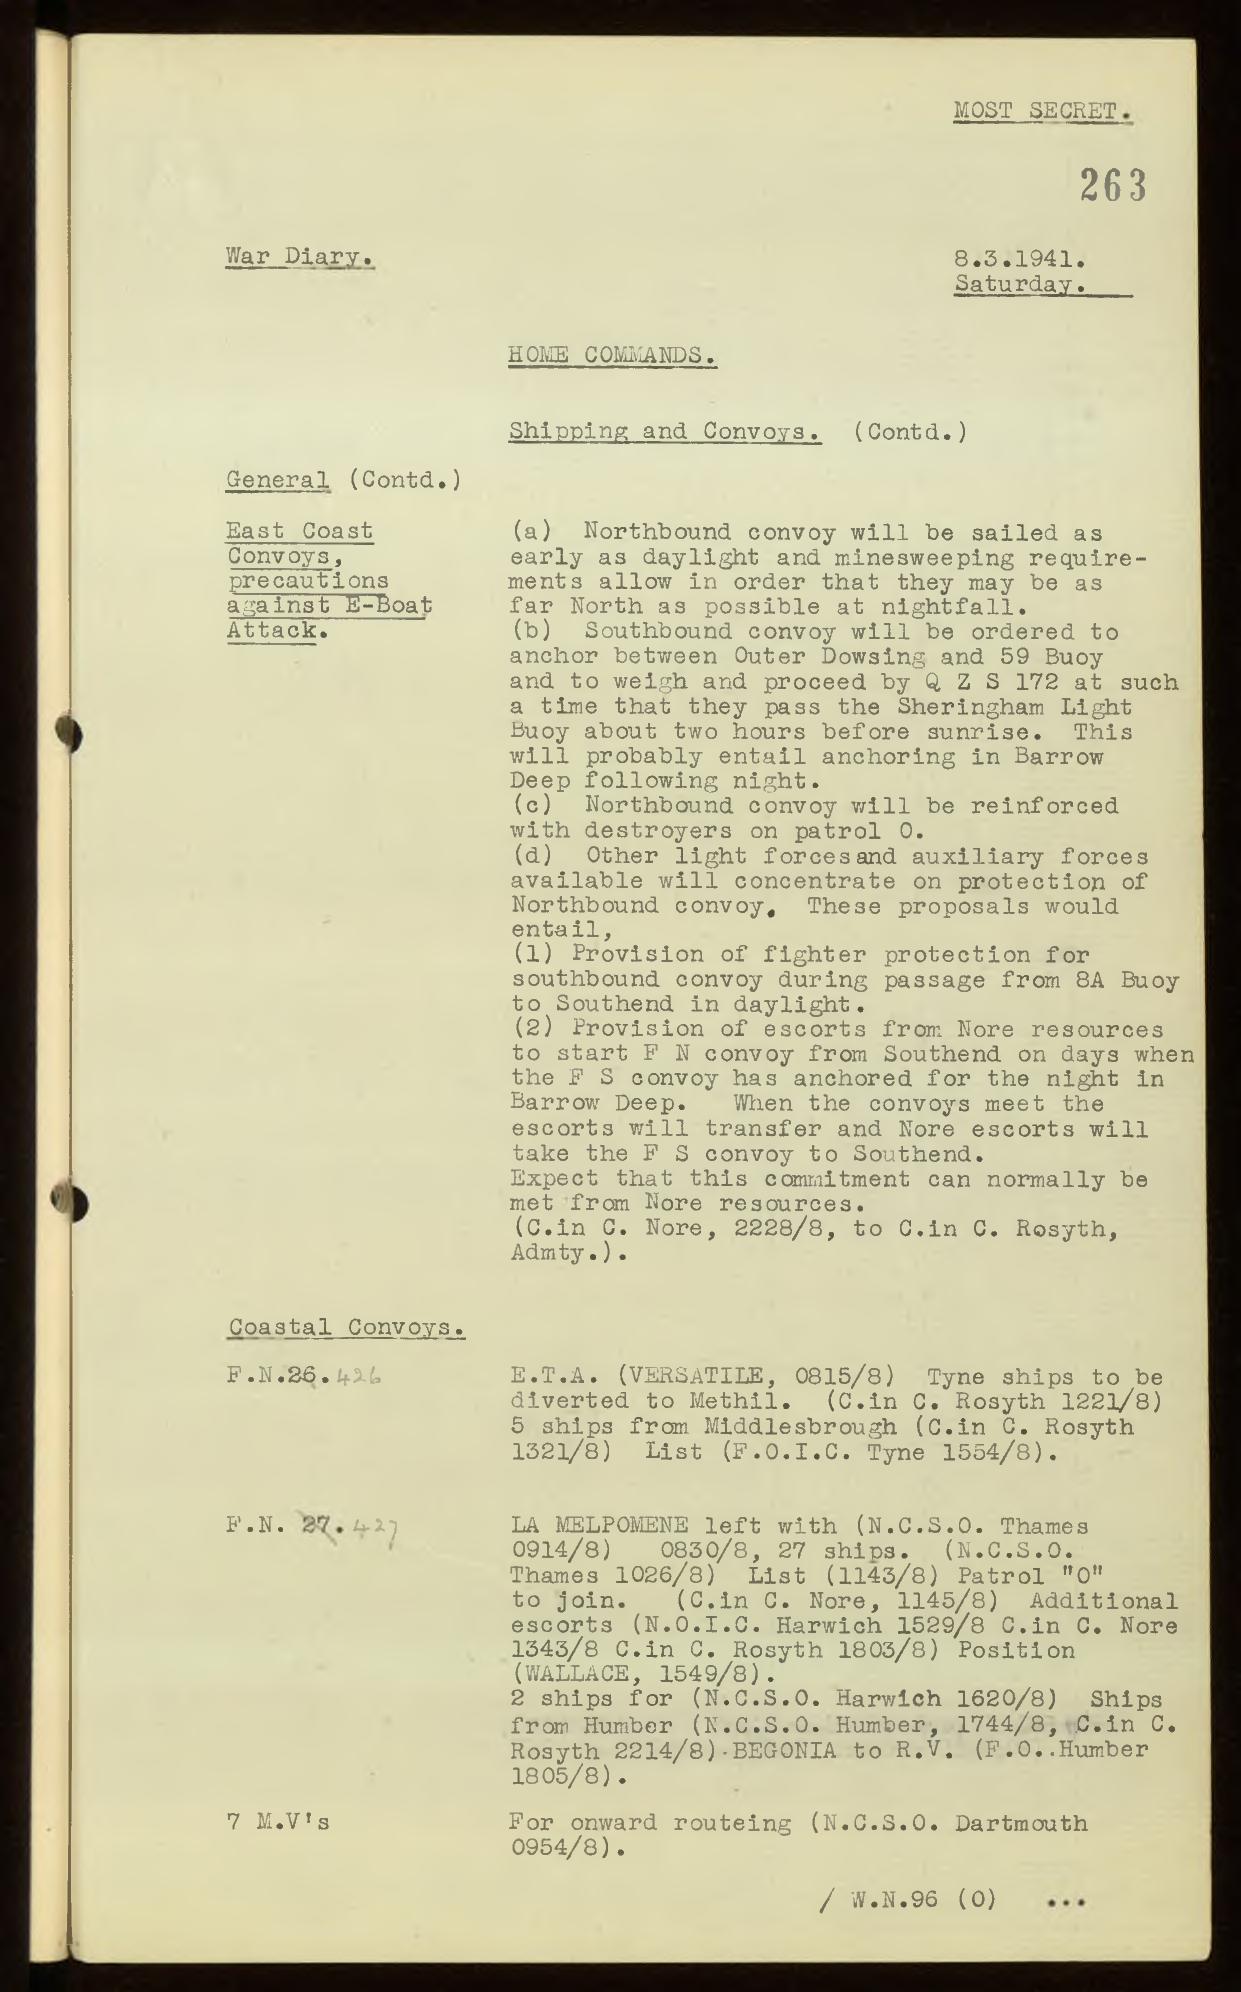 MOST SECRET.
263
War Diary.
8.3.1941.
Saturday.
HOME COMMANDS.
Shipping and Convoys. (Contd.)
General (Contd.)
East Coast
Convoys,
precautions
against E-Boat
Attack.
(a) Northbound convoy will be sailed as
early as daylight and minesweeping require-
ments allow in order that they may be as
far North as possible at nightfall.
(b) Southbound convoy will be ordered to
anchor between Outer Dowsing and 59 Buoy
and to weigh and proceed by Q Z S 172 at such
a time that they pass the Sheringham Light
Buoy about two hours before sunrise. This
will probably entail anchoring in Barrow
Deep following night.
(c) Northbound convoy will be reinforced
with destroyers on patrol O.
(d) Other light forcesand auxiliary forces
available will concentrate on protection of
Northbound convoy. These proposals would
entail,
(1) Provision of fighter protection for
southbound convoy during passage from 8A Buoy
to Southend in daylight.
(2) Provision of escorts from Nore resources
to start F N convoy from Southend on days when
the F S convoy has anchored for the night in
Barrow Deep. When the convoys meet the
escorts will transfer and Nore escorts will
take the F S convoy to Southend.
Expect that this commitment can normally be
met from Nore resources.
(C.in C. Nore, 2228/8, to C.in C. Rosyth,
Admty.).
Coastal Convoys.
F.N.26. 426
E.T.A. (VERSATILE, 0815/8) Tyne ships to be
diverted to Methil. (C.in C. Rosyth 1221/8)
5 ships from Middlesbrough (C.in C. Rosyth
1321/8) List (F.O.I.C. Tyne 1554/8).
F.N. 27. 427
LA MELPOMENE left with (N.C.S.O. Thames
0914/8) 0830/8, 27 ships. (N.C.S.O.
Thames 1026/8) List (1143/8) Patrol "O"
to join. (C.in C. Nore, 1145/8) Additional
escorts (N.O.I.C. Harwich 1529/8 C.in C. Nore
1343/8 C.in C. Rosyth 1803/8) Position
(WALLACE, 1549/8).
2 ships for (N.C.S.O. Harwich 1620/8) Ships
from Humber (N.C.S.O. Humber, 1744/8, C.in C.
Rosyth 2214/8).BEGONIA to R.V. (F.O..Humber
1805/8).
7 M.V's
For onward routeing (N.C.S.O. Dartmouth
0954/8).
/ W.N.96 (O) ...